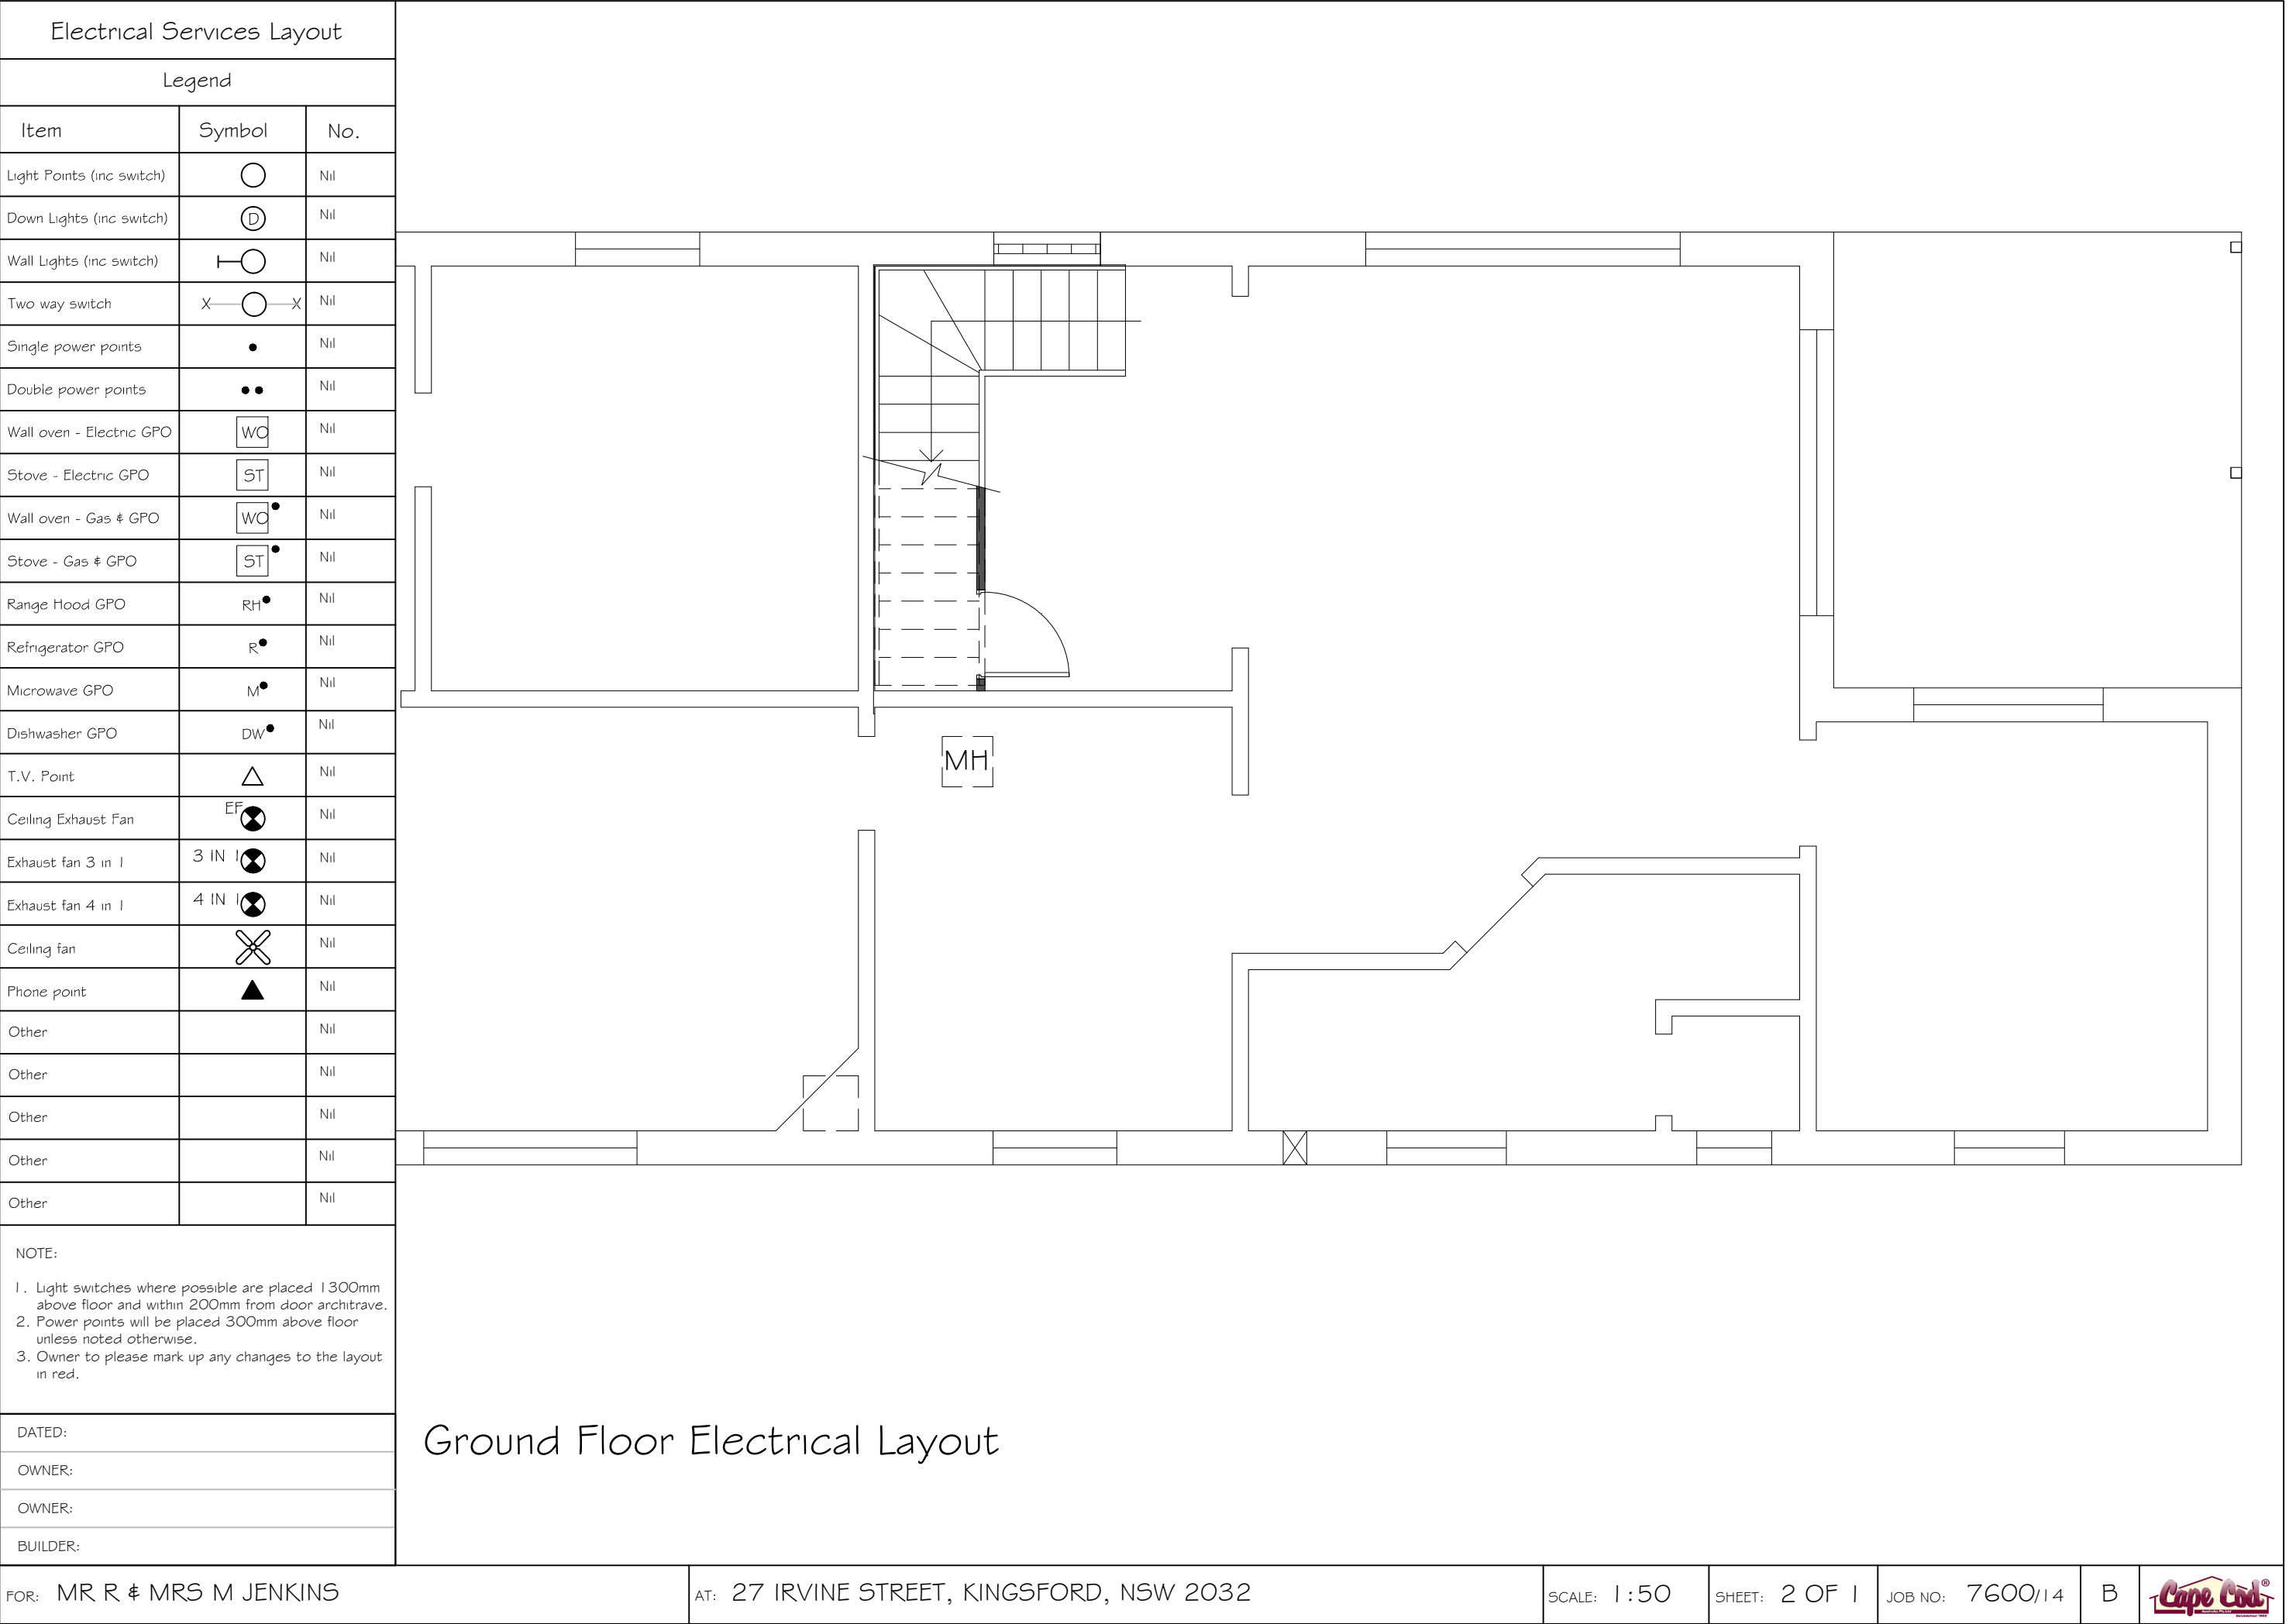 Electrical Services Layout
Legend
Item Symbol No.
Light Points (inc switch) Nil
Down Lights (inc switch) D Nil
Wall Lights (inc switch) Nil
Two way switch X X Nil
Single power points Nil
Double power points Nil
Wall oven - Electric GPO WO Nil
Stove - Electric GPO ST Nil
Wall oven - Gas & GPO WO Nil
Stove - Gas & GPO ST Nil
Range Hood GPO RH Nil
Refrigerator GPO R Nil
Microwave GPO M Nil
Dishwasher GPO DW Nil
T.V. Point Nil
Ceiling Exhaust Fan EF Nil
Exhaust fan 3 in 1 3 IN 1 Nil
Exhaust fan 4 in 1 4 IN 1 Nil
Ceiling fan Nil
Phone point Nil
Other Nil
Other Nil
Other Nil
Other Nil
Other Nil
NOTE:
1. Light switches where possible are placed 1300mm
above floor and within 200mm from door architrave.
2. Power points will be placed 300mm above floor
unless noted otherwise.
3. Owner to please mark up any changes to the layout
in red.
DATED:
OWNER:
OWNER:
BUILDER:
MH
Ground Floor Electrical Layout
FOR: MR R & MRS M JENKINS
AT: 27 IRVINE STREET, KINGSFORD, NSW 2032
SCALE: 1:50
SHEET: 2 OF 1
JOB NO: 7600/14
B
Cape Cod®